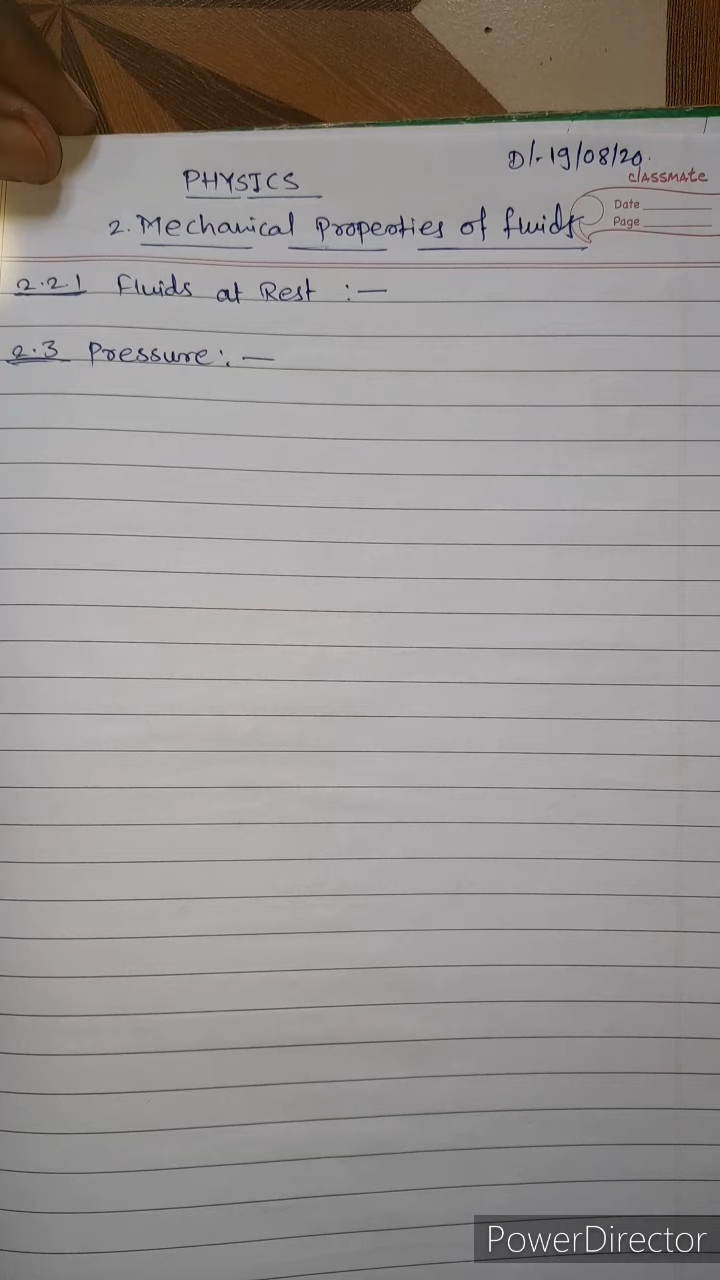 D/- 19/08/20.
PHYSICS
classmate
Date
Page
2. Mechanical Properties of fluids
2.2.1 Fluids at Rest :—
2.3 Pressure :—
PowerDirector